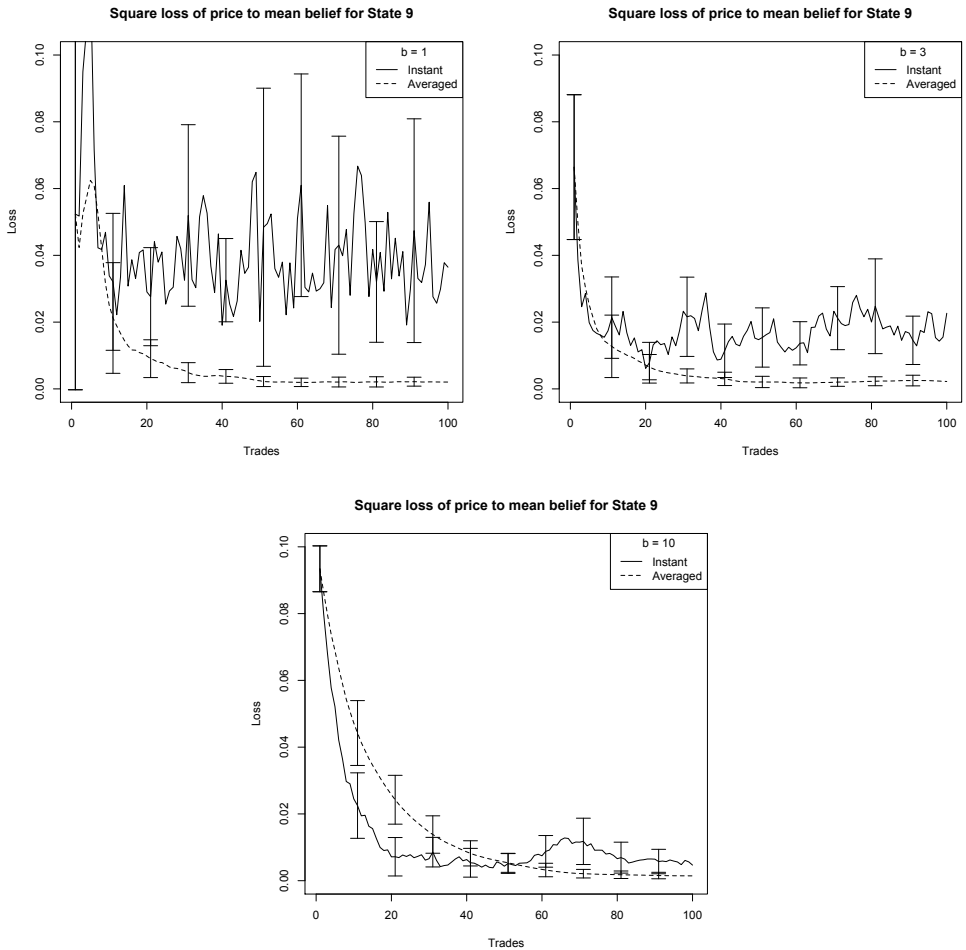 Square loss of price to mean belief for State 9
b = 1
Instant
Averaged
Loss
0.10
0.08
0.06
0.04
0.02
0.00
0
20
40
60
80
100
Trades
Square loss of price to mean belief for State 9
b = 3
Instant
Averaged
Loss
0.10
0.08
0.06
0.04
0.02
0.00
0
20
40
60
80
100
Trades
Square loss of price to mean belief for State 9
b = 10
Instant
Averaged
Loss
0.10
0.08
0.06
0.04
0.02
0.00
0
20
40
60
80
100
Trades